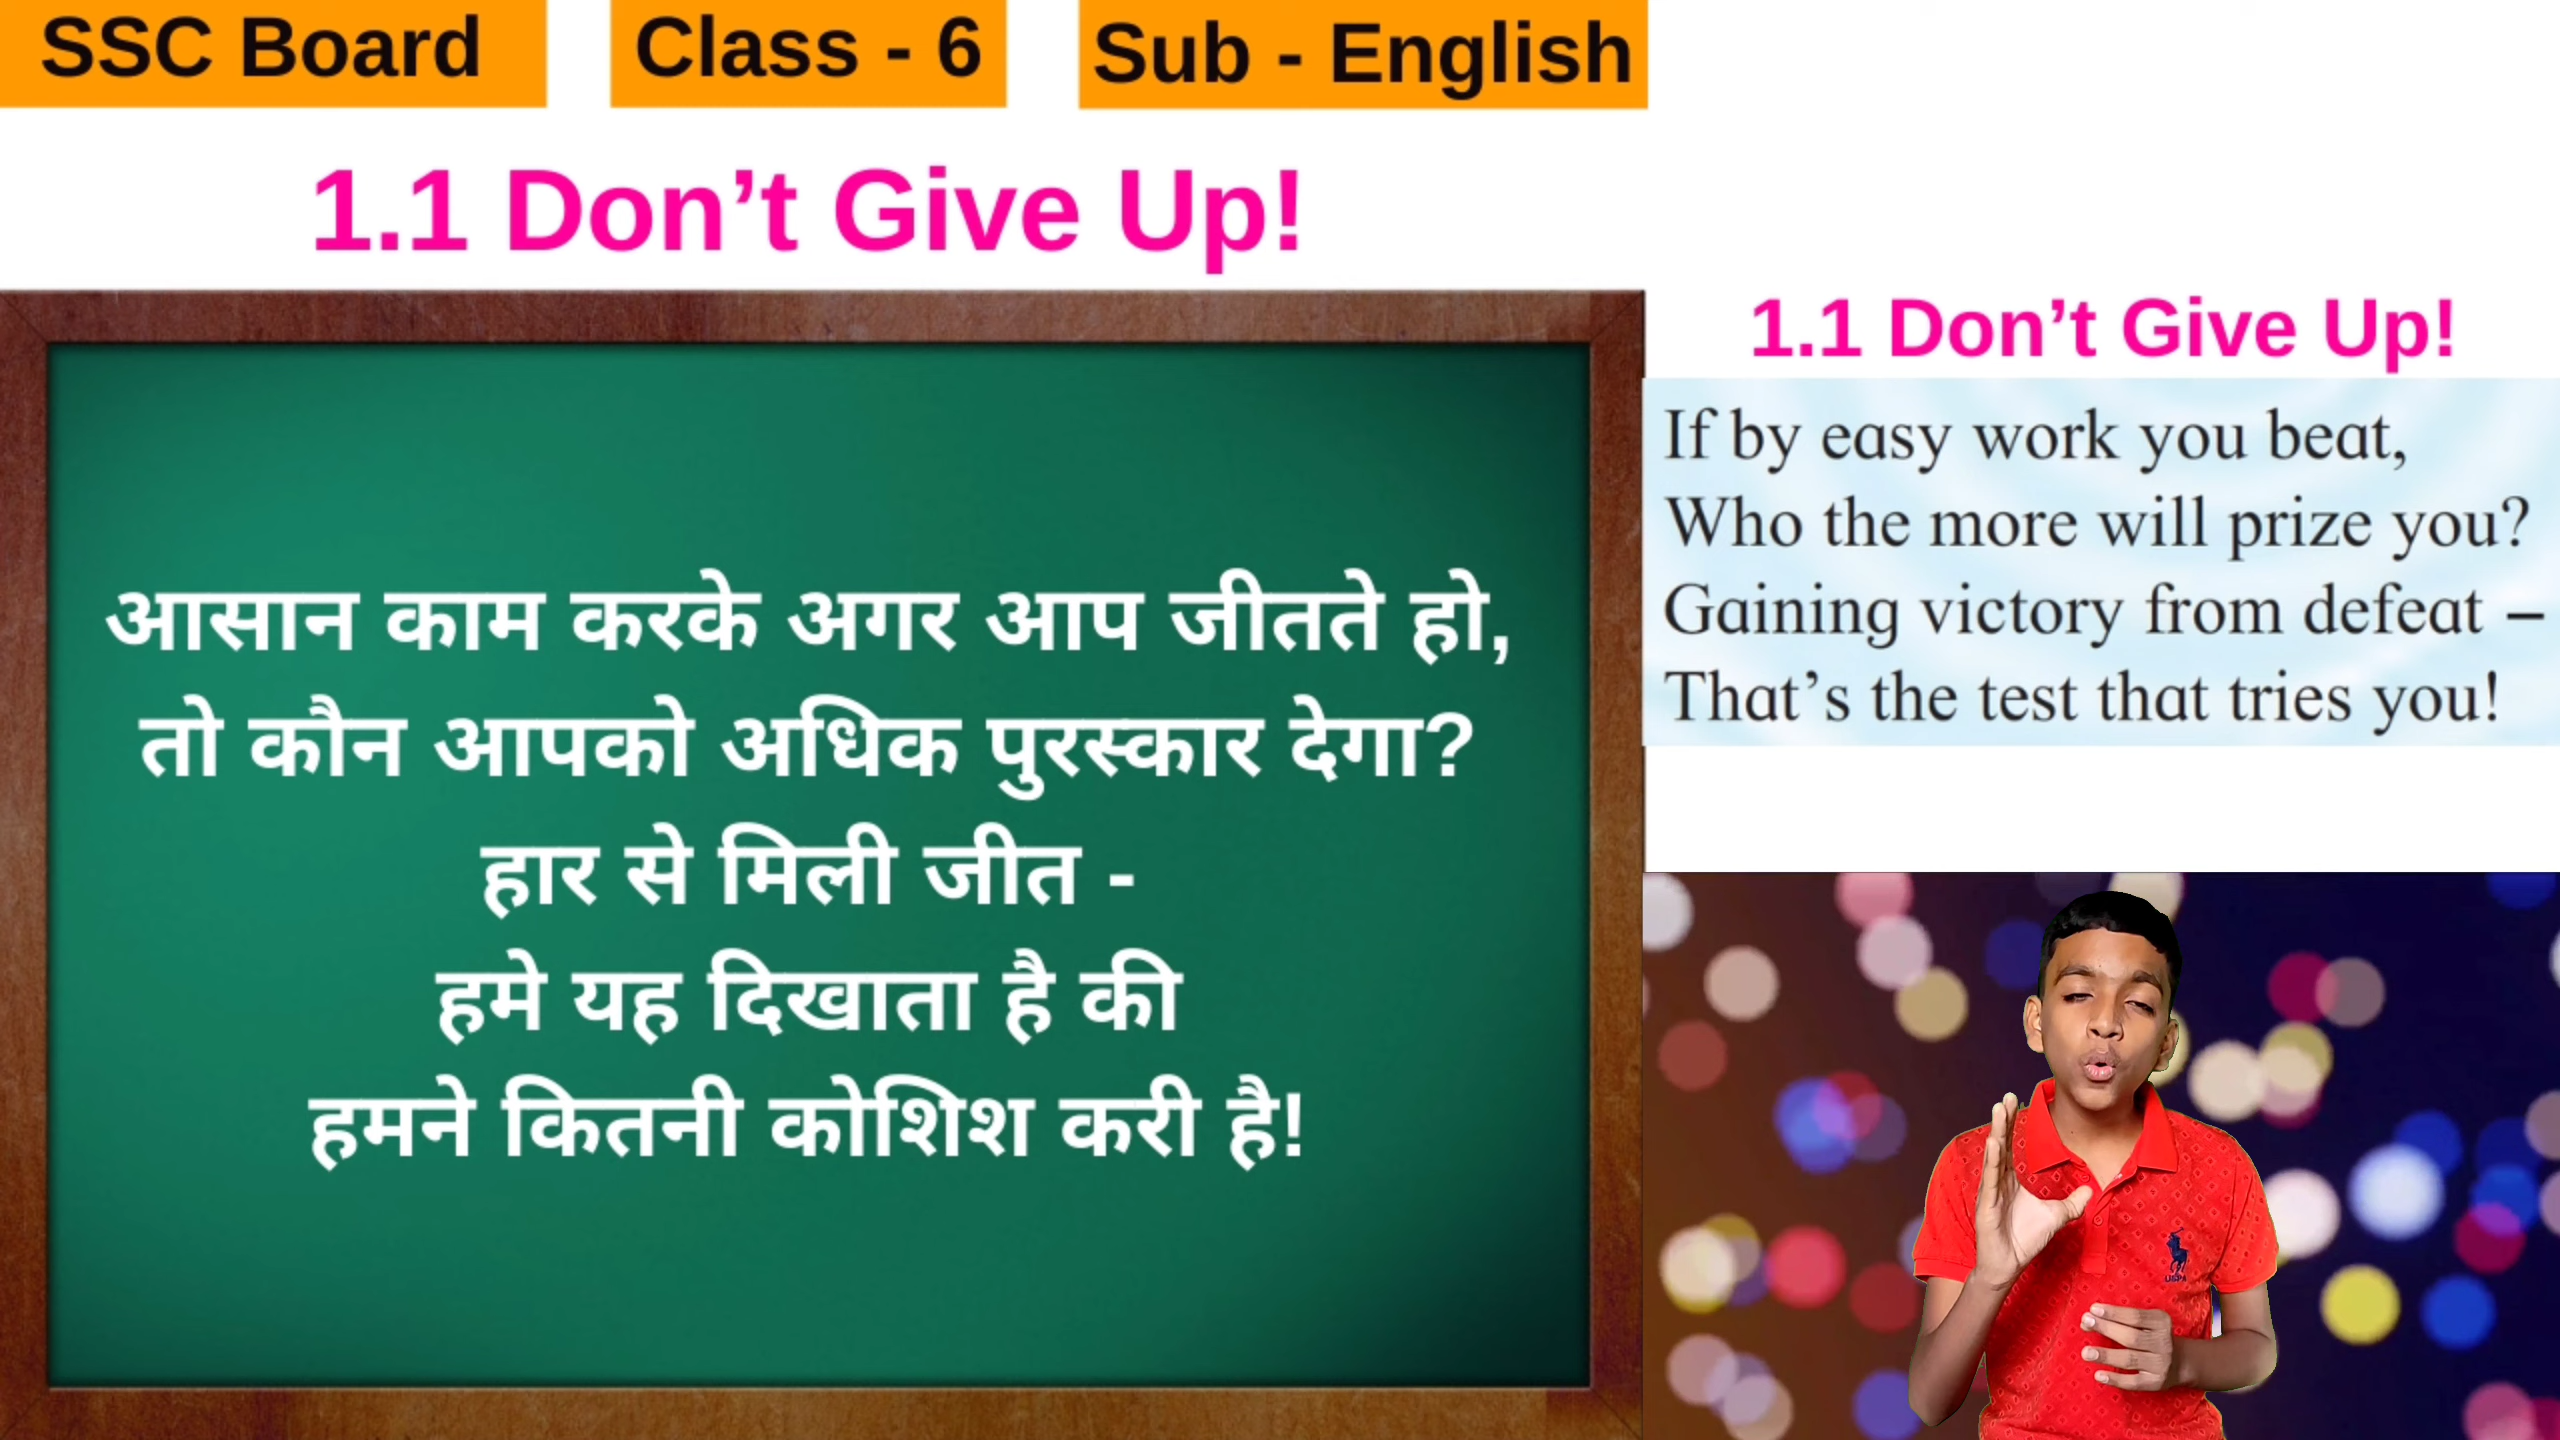 SSC Board
Class - 6
Sub - English
1.1 Don’t Give Up!
आसान काम करके अगर आप जीतते हो,
तो कौन आपको अधिक पुरस्कार देगा?
हार से मिली जीत -
हमे यह दिखाता है की
हमने कितनी कोशिश करी है!
1.1 Don’t Give Up!
If by easy work you beat,
Who the more will prize you?
Gaining victory from defeat –
That’s the test that tries you!
USPA